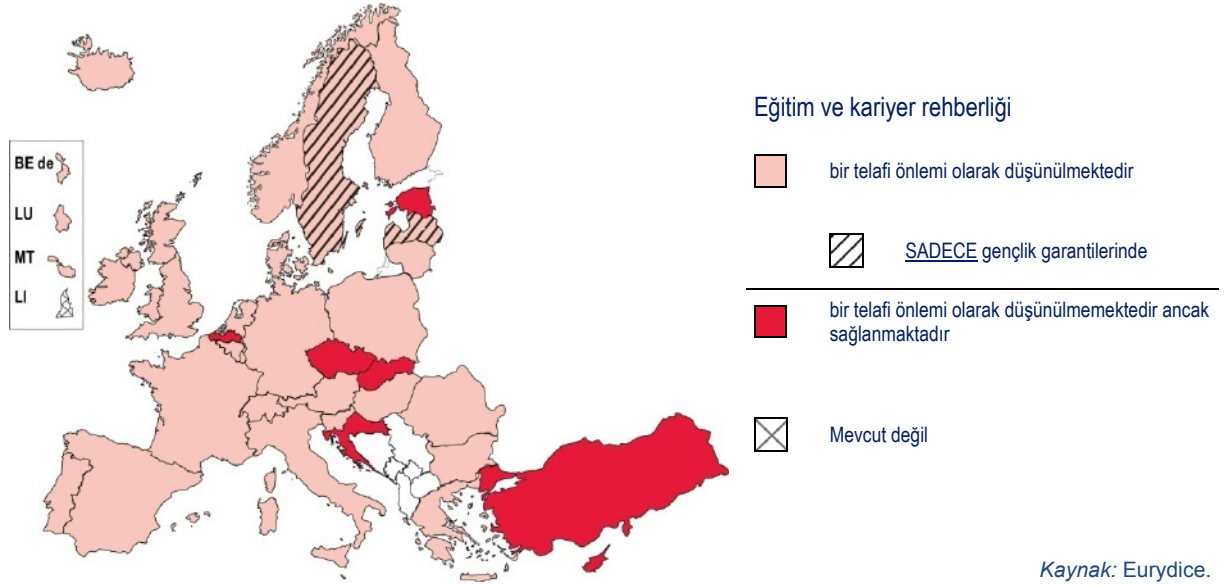 BE de
LU
MT
LI
Eğitim ve kariyer rehberliği
bir telafi önlemi olarak düşünülmektedir
SADECE gençlik garantilerinde
bir telafi önlemi olarak düşünülmemektedir ancak
sağlanmaktadır
Mevcut değil
Kaynak: Eurydice.